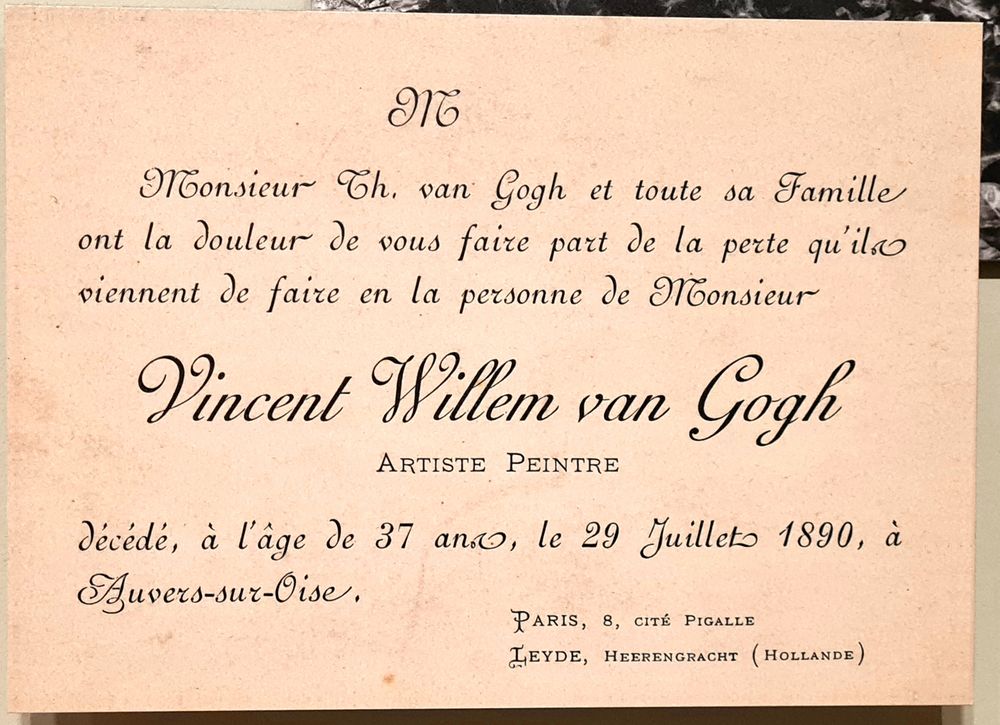 M
Monsieur Th. van Gogh et toute sa Famille
ont la douleur de vous faire part de la perte qu'ils
viennent de faire en la personne de Monsieur
Vincent Willem van Gogh
ARTISTE PEINTRE
décédé, à l'âge de 37 ans, le 29 Juillet 1890, à
Auvers-sur-Oise.
PARIS, 8, CITÉ PIGALLE
LEYDE, HEERENGRACHT (HOLLANDE)